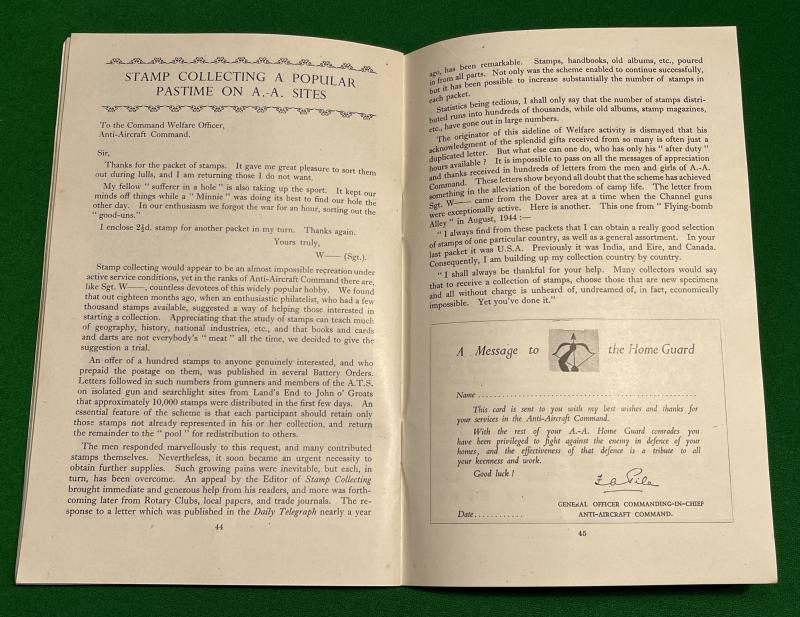 STAMP COLLECTING A POPULAR
PASTIME ON A.-A. SITES
To the Command Welfare Officer,
Anti-Aircraft Command.
Sir,
Thanks for the packet of stamps. It gave me great pleasure to sort them
out during lulls, and I am returning those I do not want.
My fellow " sufferer in a hole " is also taking up the sport. It kept our
minds off things while a " Minnie " was doing its best to find our hole the
other day. In our enthusiasm we forgot the war for an hour, sorting out the
" good-uns."
I enclose 2½d. stamp for another packet in my turn. Thanks again.
Yours truly,
W—— (Sgt.).
Stamp collecting would appear to be an almost impossible recreation under
active service conditions, yet in the ranks of Anti-Aircraft Command there are,
like Sgt. W——, countless devotees of this widely popular hobby. We found
that out eighteen months ago, when an enthusiastic philatelist, who had a few
thousand stamps available, suggested a way of helping those interested in
starting a collection. Appreciating that the study of stamps can teach much
of geography, history, national industries, etc., and that books and cards
and darts are not everybody's " meat " all the time, we decided to give the
suggestion a trial.
An offer of a hundred stamps to anyone genuinely interested, and who
prepaid the postage on them, was published in several Battery Orders.
Letters followed in such numbers from gunners and members of the A.T.S.
on isolated gun and searchlight sites from Land's End to John o' Groats
that approximately 10,000 stamps were distributed in the first few days. An
essential feature of the scheme is that each participant should retain only
those stamps not already represented in his or her collection, and return
the remainder to the " pool " for redistribution to others.
The men responded marvellously to this request, and many contributed
stamps themselves. Nevertheless, it soon became an urgent necessity to
obtain further supplies. Such growing pains were inevitable, but each, in
turn, has been overcome. An appeal by the Editor of Stamp Collecting
brought immediate and generous help from his readers, and more was forth-
coming later from Rotary Clubs, local papers, and trade journals. The re-
sponse to a letter which was published in the Daily Telegraph nearly a year
44
ago, has been remarkable. Stamps, handbooks, old albums, etc., poured
in from all parts. Not only was the scheme enabled to continue successfully,
but it has been possible to increase substantially the number of stamps in
each packet.
Statistics being tedious, I shall only say that the number of stamps distri-
buted runs into hundreds of thousands, while old albums, stamp magazines,
etc., have gone out in large numbers.
The originator of this sideline of Welfare activity is dismayed that his
acknowledgment of the splendid gifts received from so many is often just a
duplicated letter. But what else can one do, who has only his " after duty "
hours available ? It is impossible to pass on all the messages of appreciation
and thanks received in hundreds of letters from the men and girls of A.-A.
Command. These letters show beyond all doubt that the scheme has achieved
something in the alleviation of the boredom of camp life. The letter from
Sgt. W—— came from the Dover area at a time when the Channel guns
were exceptionally active. Here is another. This one from " Flying-bomb
Alley " in August, 1944 :—
" I always find from these packets that I can obtain a really good selection
of stamps of one particular country, as well as a general assortment. In your
last packet it was U.S.A. Previously it was India, and Eire, and Canada.
Consequently, I am building up my collection country by country.
" I shall always be thankful for your help. Many collectors would say
that to receive a collection of stamps, choose those that are new specimens
and all without charge is unheard of, undreamed of, in fact, economically
impossible. Yet you've done it."
A Message to the Home Guard
Name
This card is sent to you with my best wishes and thanks for
your services in the Anti-Aircraft Command.
With the rest of your A.-A. Home Guard comrades you
have been privileged to fight against the enemy in defence of your
homes, and the effectiveness of that defence is a tribute to all
your keenness and work.
Good luck !
F A Pile
GENERAL OFFICER COMMANDING-IN-CHIEF
Date............ ANTI-AIRCRAFT COMMAND.
45